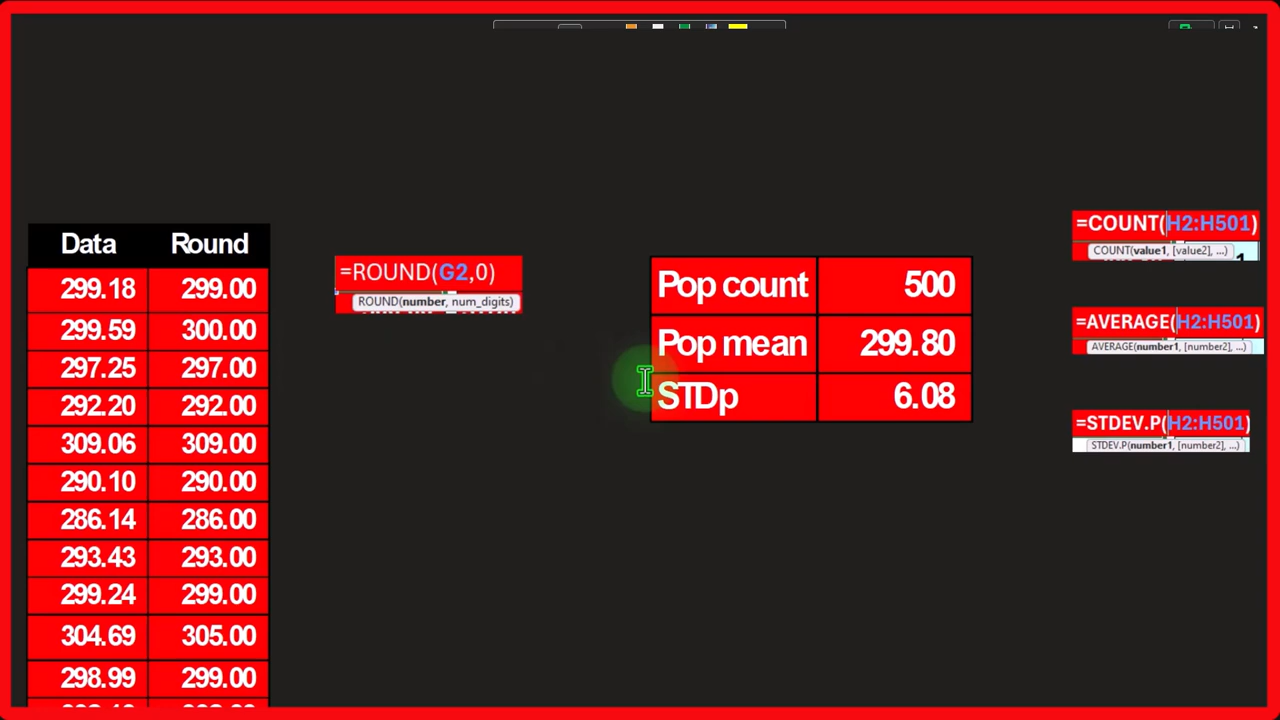 Data Round
299.18 299.00
299.59 300.00
297.25 297.00
292.20 292.00
309.06 309.00
290.10 290.00
286.14 286.00
293.43 293.00
299.24 299.00
304.69 305.00
298.99 299.00
=ROUND(G2,0)
ROUND(number, num_digits)
Pop count 500
Pop mean 299.80
STDp 6.08
=COUNT(H2:H501)
COUNT(value1, [value2], ...)
=AVERAGE(H2:H501)
AVERAGE(number1, [number2], ...)
=STDEV.P(H2:H501)
STDEV.P(number1, [number2], ...)